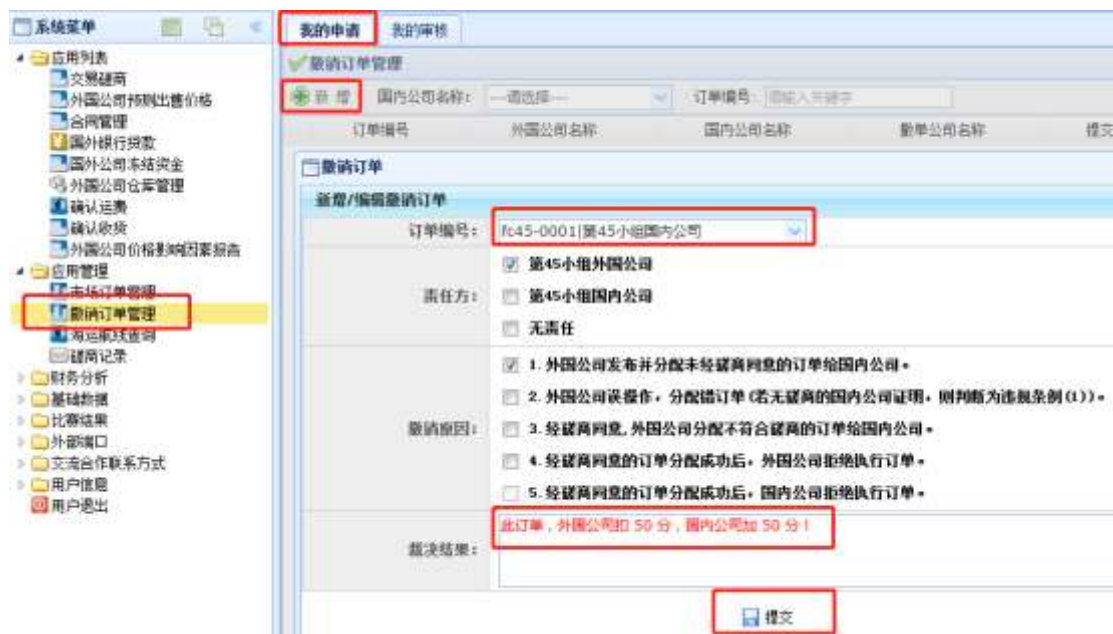 系统菜单
应用列表
交易磋商
外国公司预测出售价格
合同管理
国外银行贷款
国外公司冻结资金
外国公司仓库管理
确认运费
确认收货
外国公司价格影响因素报告
应用管理
市场订单管理
撤销订单管理
海运航线查询
磋商记录
财务分析
基础数据
比赛结果
外部端口
交流合作联系方式
用户信息
用户退出
我的申请 我的审核
撤销订单管理
新 增 国内公司名称： ---请选择--- 订单编号： 请输入关键字
订单编号 外国公司名称 国内公司名称 撤单公司名称 提交
撤销订单
新增/编辑撤销订单
订单编号： fc45-0001|第45小组国内公司
责任方：
第45小组外国公司
第45小组国内公司
无责任
撤销原因：
1. 外国公司发布并分配未经磋商同意的订单给国内公司。
2. 外国公司误操作，分配错订单(若无磋商的国内公司证明，则判断为违规条例(1))。
3. 经磋商同意,外国公司分配不符合磋商的订单给国内公司。
4. 经磋商同意的订单分配成功后，外国公司拒绝执行订单。
5. 经磋商同意的订单分配成功后，国内公司拒绝执行订单。
裁决结果：
此订单，外国公司扣 50 分，国内公司加 50 分！
提交